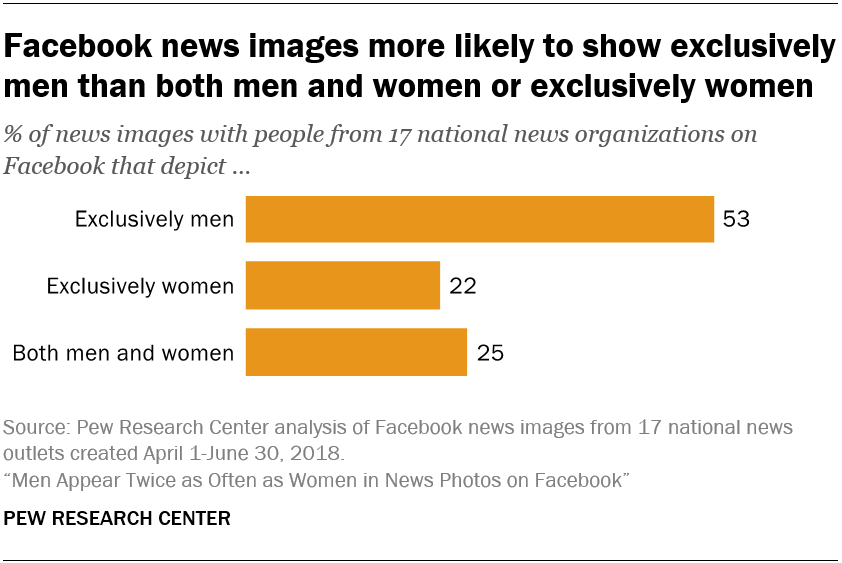 Facebook news images more likely to show exclusively
men than both men and women or exclusively women
% of news images with people from 17 national news organizations on
Facebook that depict ...
Exclusively men 53
Exclusively women 22
Both men and women 25
Source: Pew Research Center analysis of Facebook news images from 17 national news
outlets created April 1-June 30, 2018.
“Men Appear Twice as Often as Women in News Photos on Facebook”
PEW RESEARCH CENTER